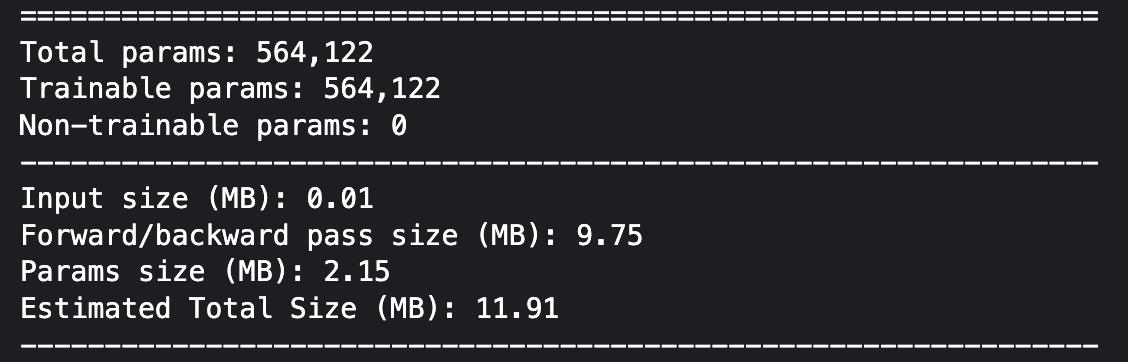 ================================================================
Total params: 564,122
Trainable params: 564,122
Non-trainable params: 0
----------------------------------------------------------------
Input size (MB): 0.01
Forward/backward pass size (MB): 9.75
Params size (MB): 2.15
Estimated Total Size (MB): 11.91
----------------------------------------------------------------